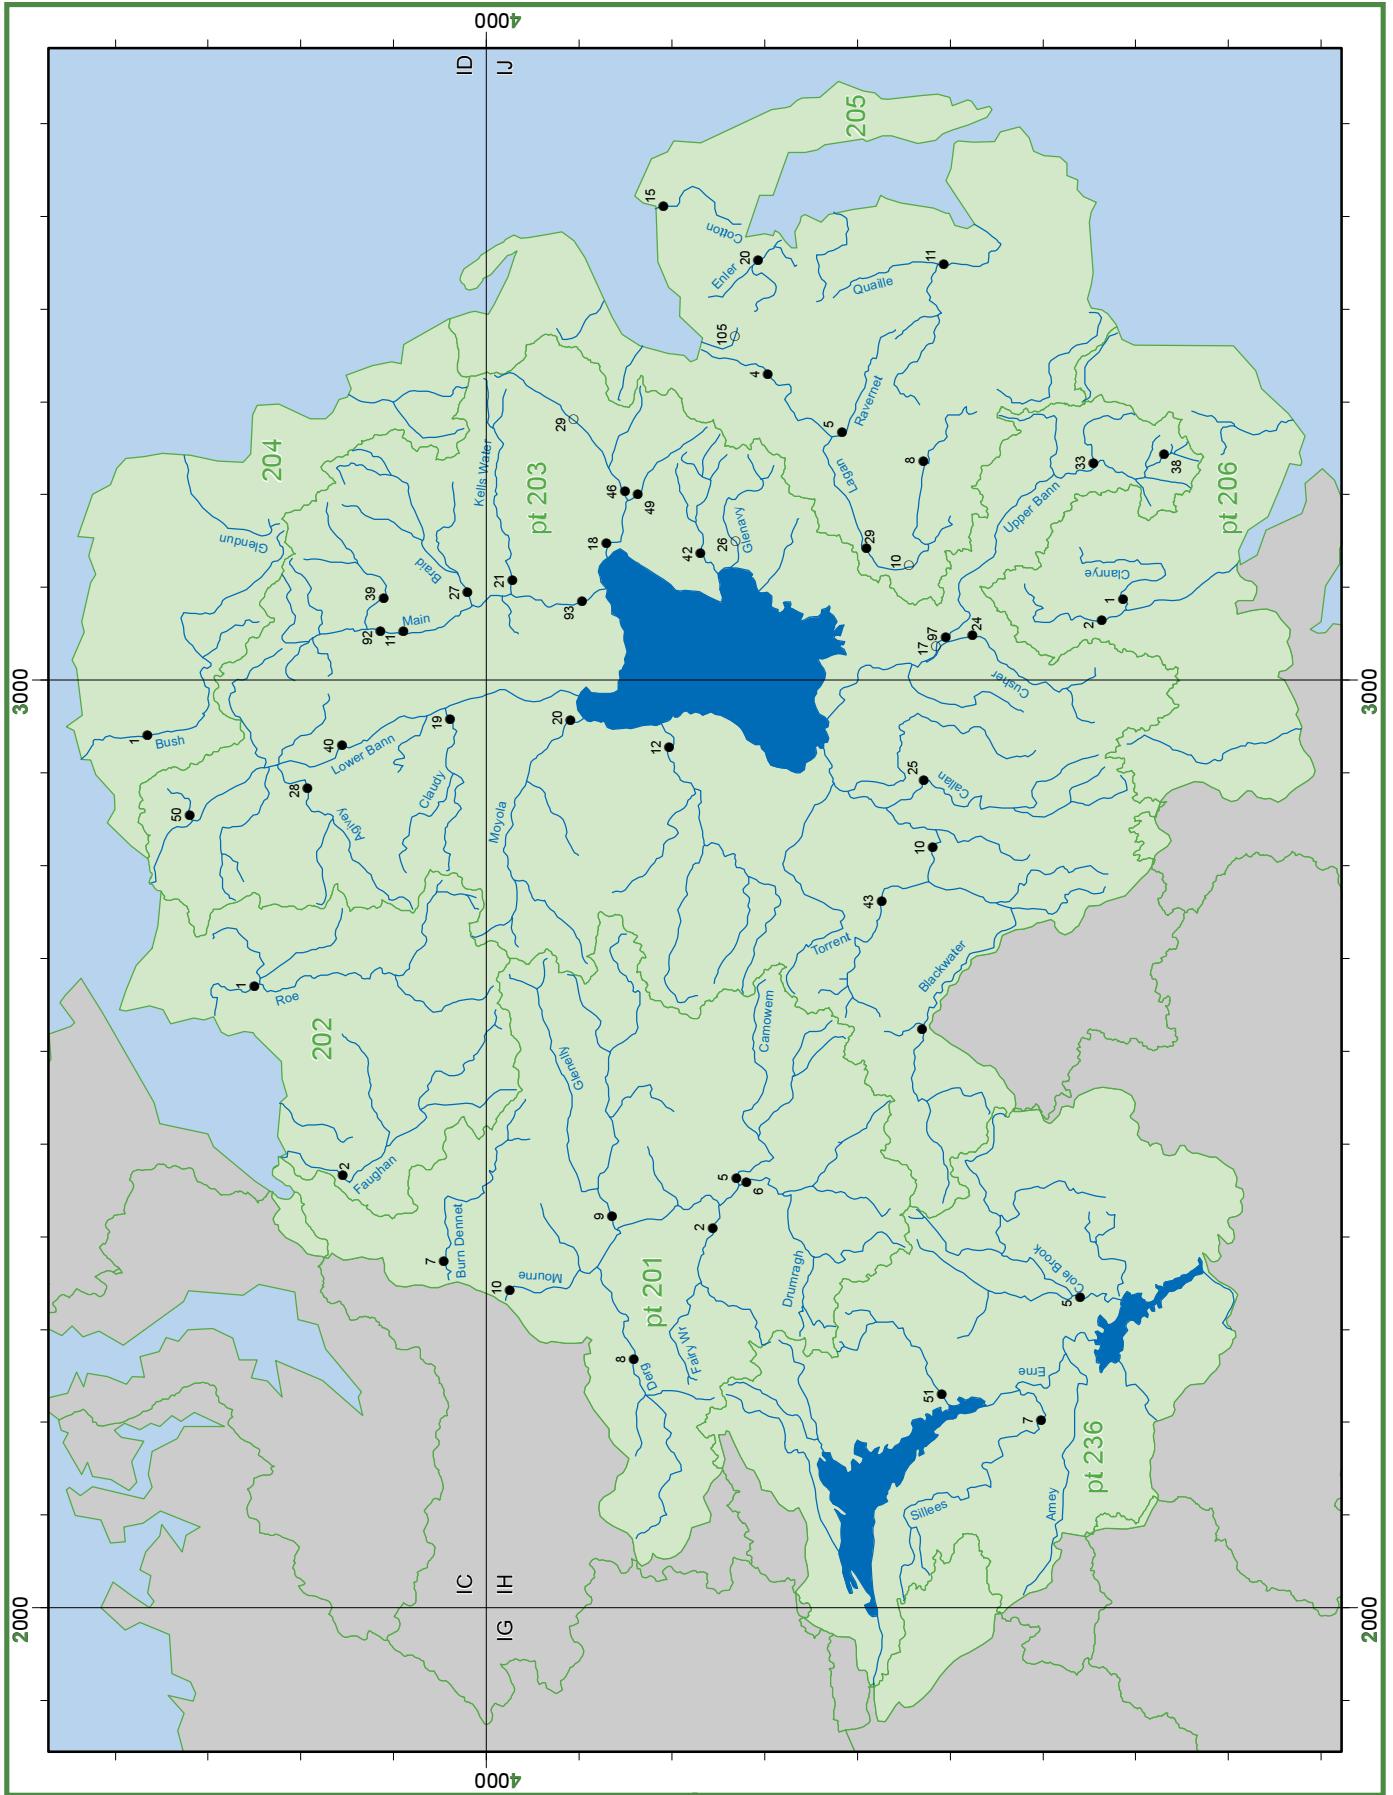 4000
ID
IJ
205
15
Cotton
Enler
20
Quaille
11
105
4
5
Ravernet
Lagan
8
29
10
204
Glendun
Kells Water
pt 203
29
46
49
18
42
26
Glenavy
Braid
27
21
93
39
92
11
Main
Upper Bann
33
38
pt 206
Clanrye
1
2
17
97
24
Cusher
3000
3000
1
Bush
50
40
Lower Bann
19
28
Agivey
Claudy
Moyola
20
12
25
Callan
10
43
Torrent
Blackwater
1
Roe
202
2
Faughan
Glenelly
Camowem
7
Burn Dennet
10
Mourne
9
5
6
2
pt 201
Drumragh
Fairy Wr
8
Derg
Cole Brook
5
Erne
51
7
pt 236
Sillees
Arney
IC
IH
IG
2000
2000
4000